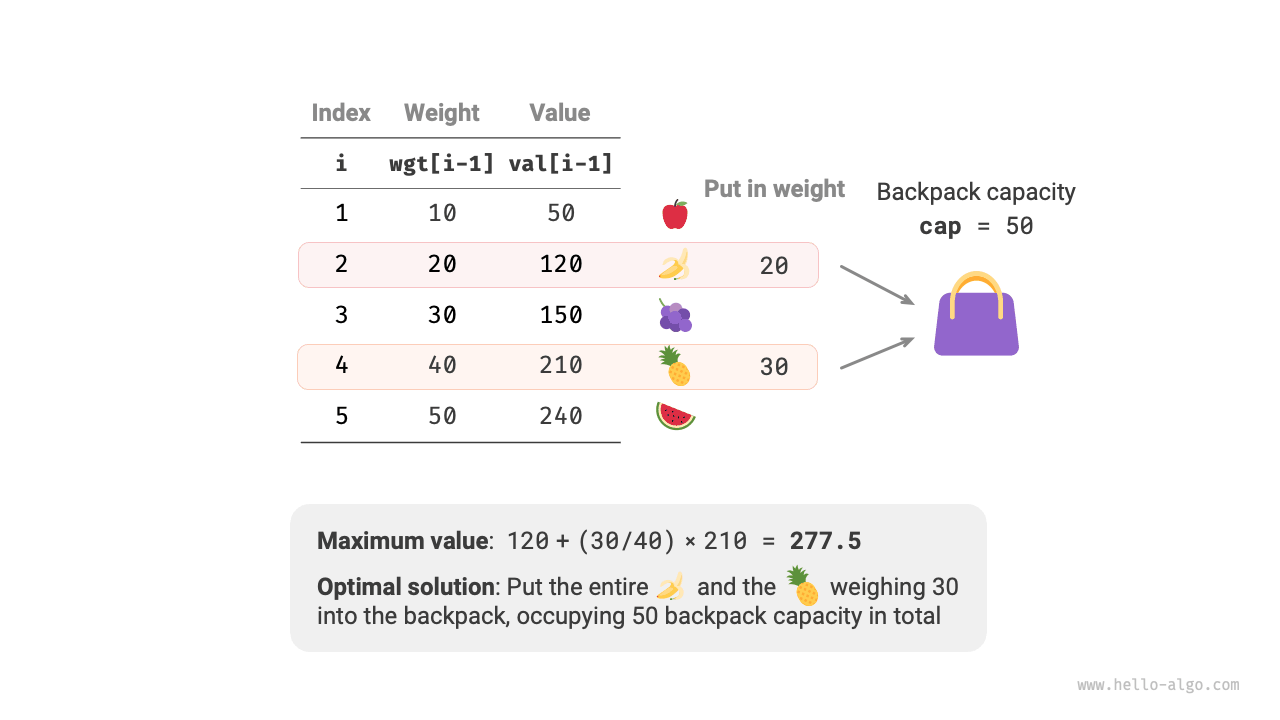 Index Weight Value
i wgt[i-1] val[i-1]
Put in weight
Backpack capacity
cap = 50
1 10 50
2 20 120 20
3 30 150
4 40 210 30
5 50 240
Maximum value: 120 + (30/40) × 210 = 277.5
Optimal solution: Put the entire and the weighing 30
into the backpack, occupying 50 backpack capacity in total
www.hello-algo.com